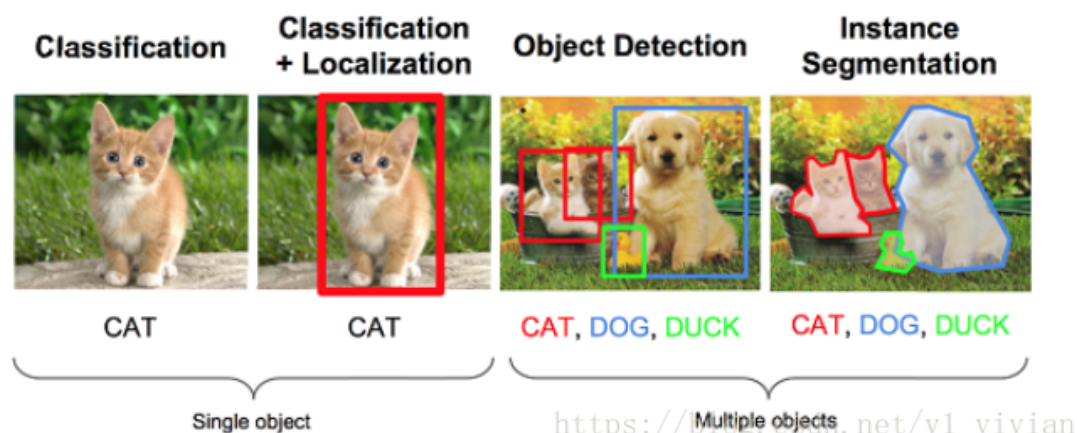 Classification
Classification
+ Localization
Object Detection
Instance
Segmentation
CAT
CAT
CAT, DOG, DUCK
CAT, DOG, DUCK
Single object
Multiple objects